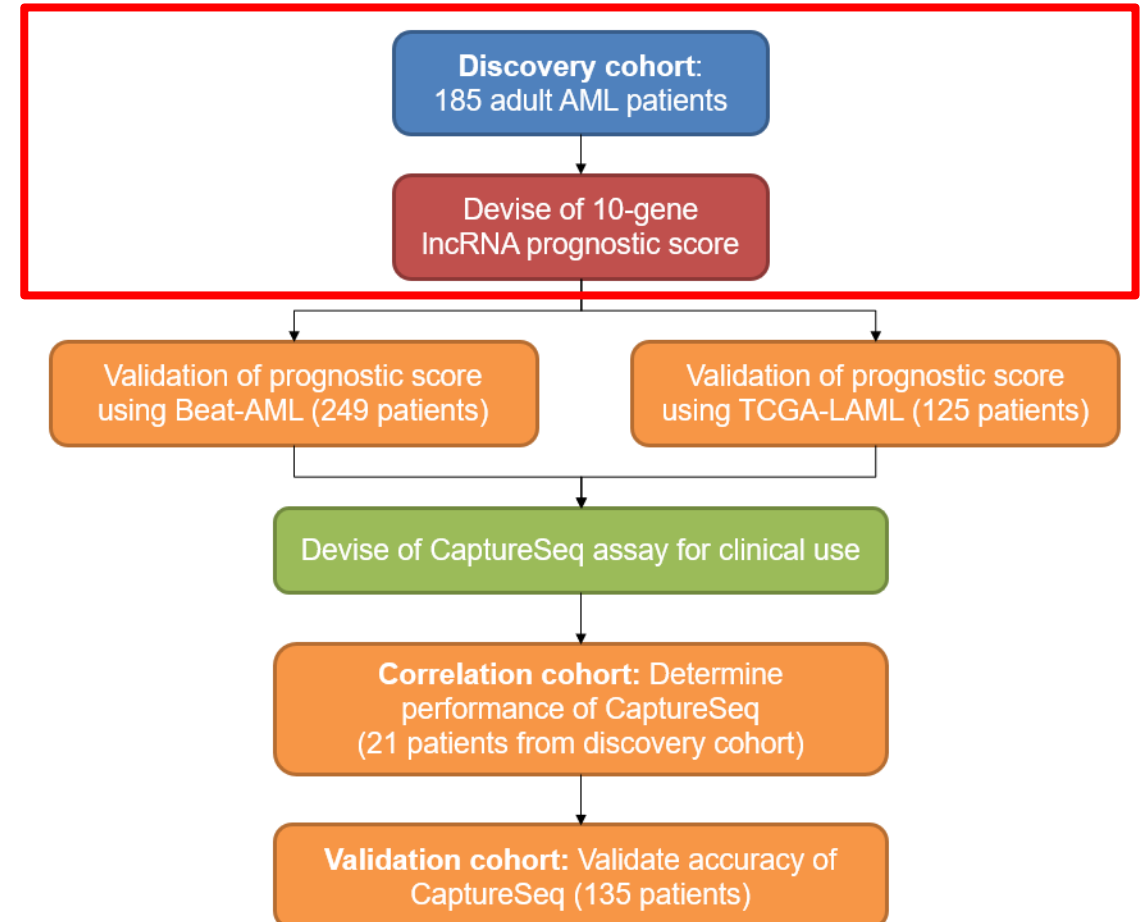 Discovery cohort:
185 adult AML patients
Devise of 10-gene
lncRNA prognostic score
Validation of prognostic score
using Beat-AML (249 patients)
Validation of prognostic score
using TCGA-LAML (125 patients)
Devise of CaptureSeq assay for clinical use
Correlation cohort: Determine
performance of CaptureSeq
(21 patients from discovery cohort)
Validation cohort: Validate accuracy of
CaptureSeq (135 patients)